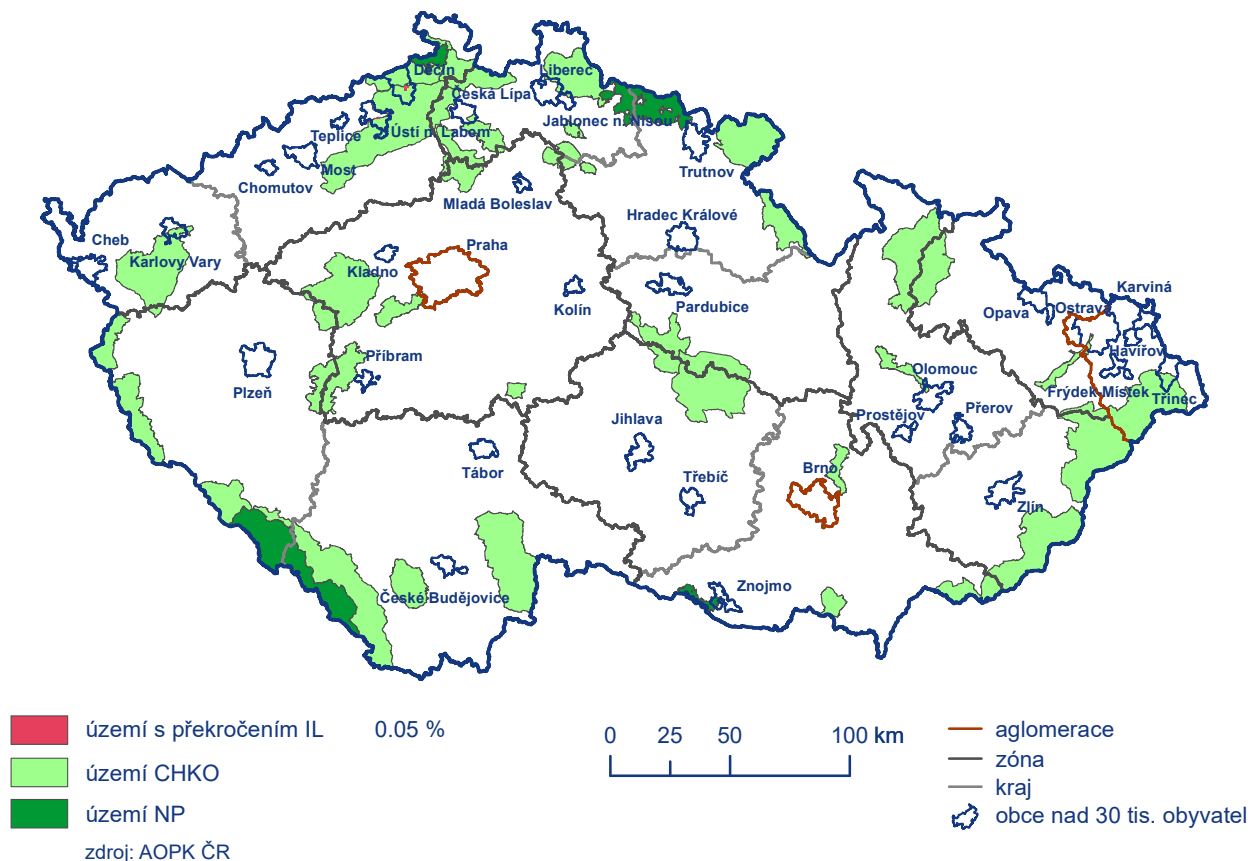 Děčín
Liberec
Česká Lípa
Jablonec n. Nisou
Teplice
Ústí n. Labem
Most
Chomutov
Trutnov
Mladá Boleslav
Hradec Králové
Cheb
Karlovy Vary
Praha
Kladno
Kolín
Pardubice
Karviná
Opava
Ostrava
Havířov
Příbram
Plzeň
Olomouc
Frýdek-Místek
Třinec
Prostějov
Přerov
Jihlava
Tábor
Třebíč
Brno
Zlín
Znojmo
České Budějovice
území s překročením IL 0.05 %
území CHKO
území NP
zdroj: AOPK ČR
0 25 50 100 km
aglomerace
zóna
kraj
obce nad 30 tis. obyvatel